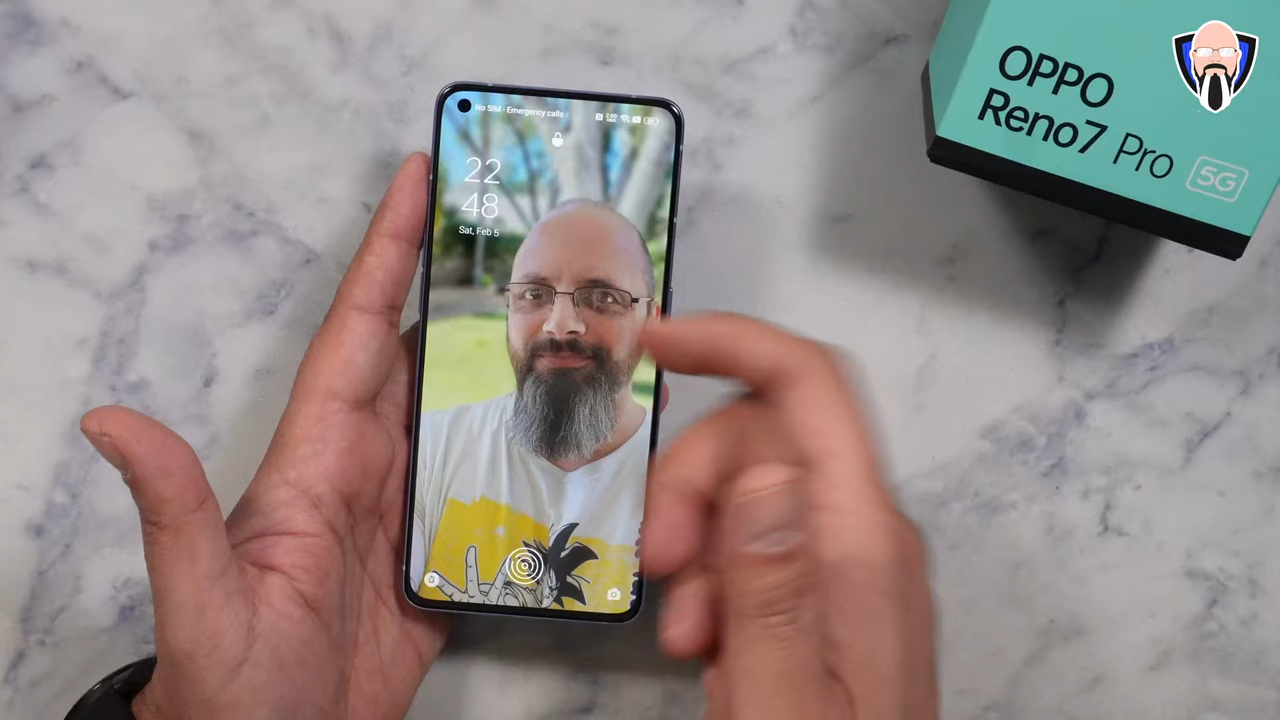 No SIM - Emergency calls
22
48
Sat, Feb 5
OPPO
Reno7 Pro 5G